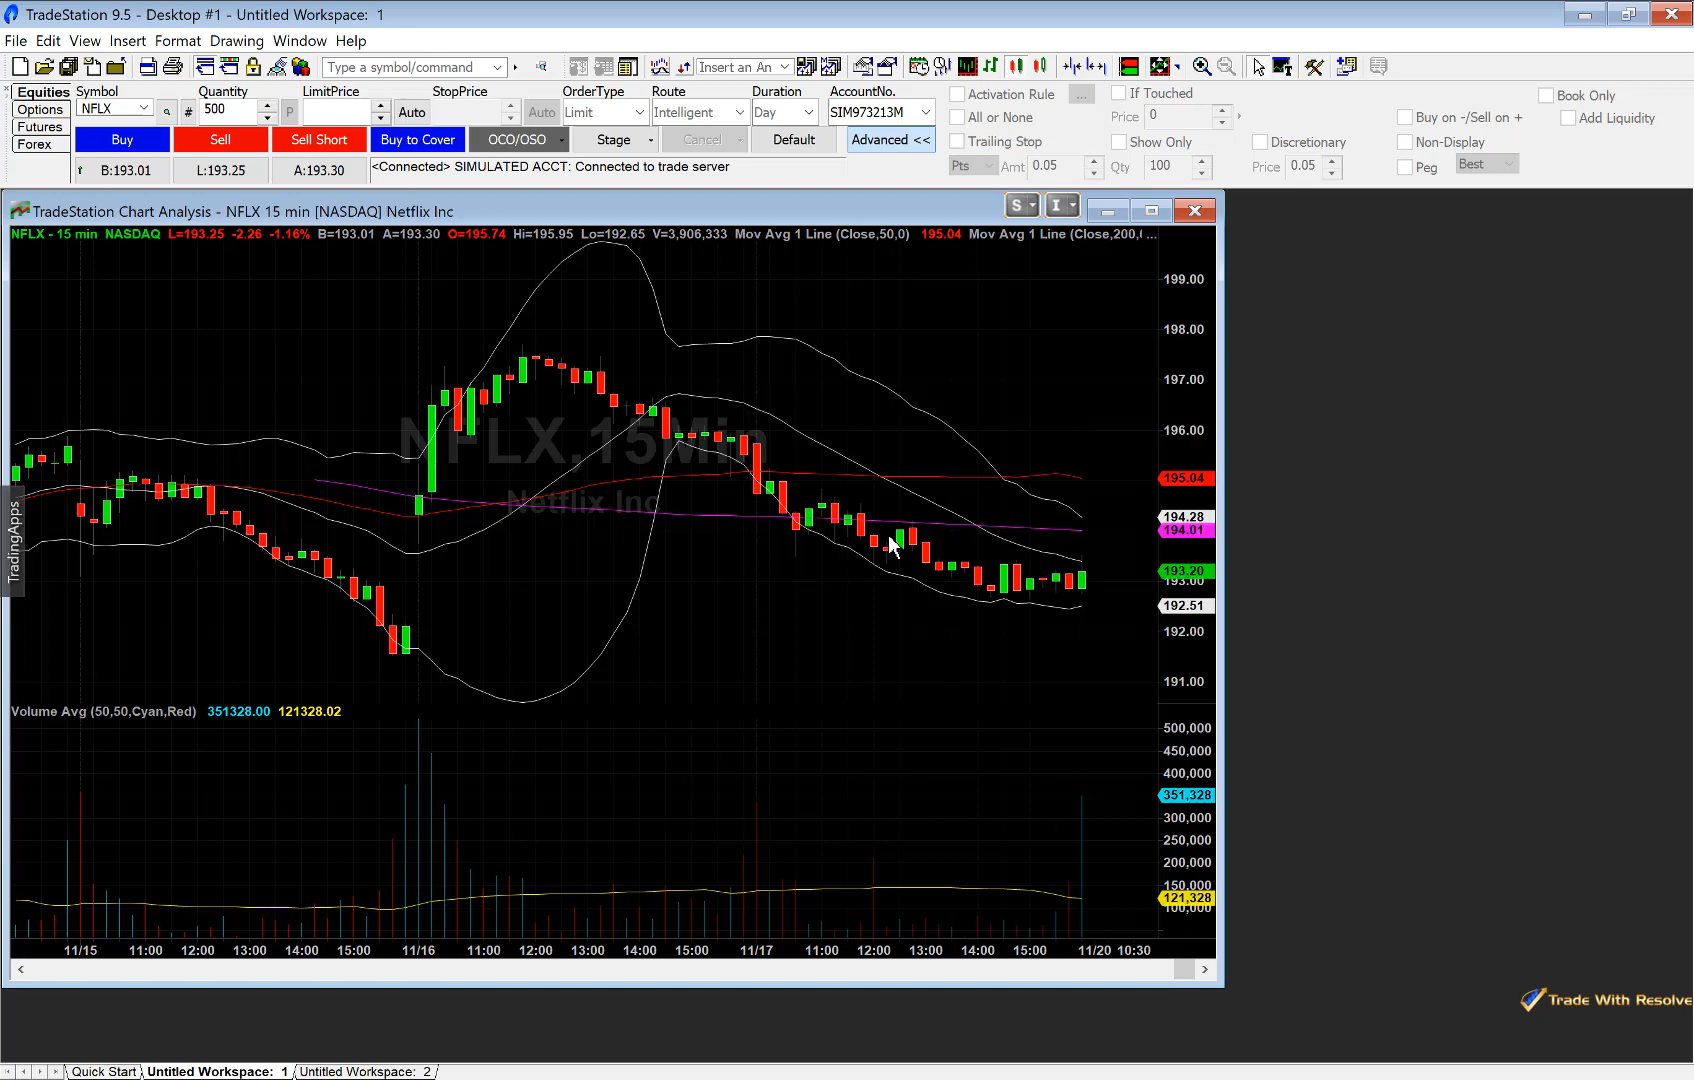 TradeStation 9.5 - Desktop #1 - Untitled Workspace: 1
File Edit View Insert Format Drawing Window Help
Type a symbol/command
Insert an An
Equities Symbol Quantity LimitPrice StopPrice OrderType Route Duration AccountNo.
Options NFLX # 500 P Auto Auto Limit Intelligent Day SIM973213M
Futures Buy Sell Sell Short Buy to Cover OCO/OSO Stage Cancel Default Advanced <<
Forex B:193.01 L:193.25 A:193.30 <Connected> SIMULATED ACCT: Connected to trade server
Activation Rule ... If Touched Book Only
All or None Price 0 Buy on -/Sell on + Add Liquidity
Trailing Stop Show Only Discretionary Non-Display
Pts Amt 0.05 Qty 100 Price 0.05 Peg Best
TradeStation Chart Analysis - NFLX 15 min [NASDAQ] Netflix Inc
S I
NFLX - 15 min NASDAQ L=193.25 -2.26 -1.16% B=193.01 A=193.30 O=195.74 Hi=195.95 Lo=192.65 V=3,906,333 Mov Avg 1 Line (Close,50,0) 195.04 Mov Avg 1 Line (Close,200,( ...
199.00
198.00
197.00
196.00
195.04
194.28
194.01
193.20
193.00
192.51
192.00
191.00
NFLX,15Min
Netflix Inc
TradingApps
Volume Avg (50,50,Cyan,Red) 351328.00 121328.02
500,000
450,000
400,000
351,328
300,000
250,000
200,000
150,000
121,328
100,000
11/15 11:00 12:00 13:00 14:00 15:00 11/16 11:00 12:00 13:00 14:00 15:00 11/17 11:00 12:00 13:00 14:00 15:00 11/20 10:30
Trade With Resolve
Quick Start Untitled Workspace: 1 Untitled Workspace: 2